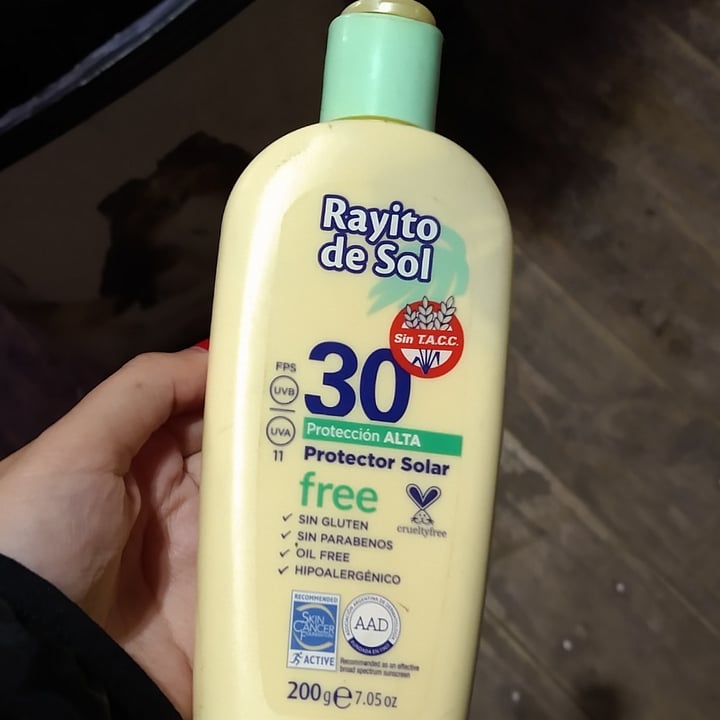 Rayito
de Sol
Sin T.A.C.C.
FPS
UVB
30
UVA
11
Protección ALTA
Protector Solar
free
crueltyfree
✓ SIN GLUTEN
✓ SIN PARABENOS
✓ OIL FREE
✓ HIPOALERGÉNICO
RECOMMENDED
SKIN
CANCER
FOUNDATION
ACTIVE
AAD
Recommended as an effective
broad spectrum sunscreen
200g e 7.05 oz